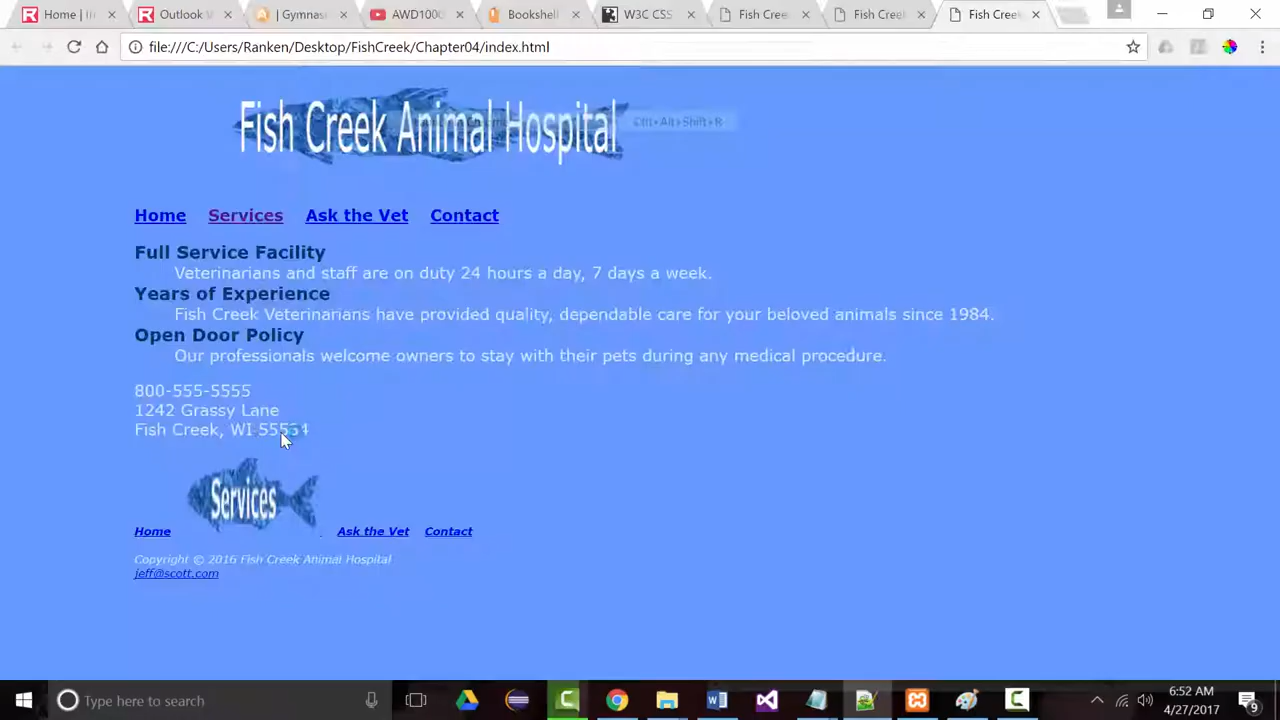 Home | In
Outlook W
| Gymnas
AWD1000
Bookshelf
W3C CSS
Fish Cree
Fish Cree
Fish Cree
file:///C:/Users/Ranken/Desktop/FishCreek/Chapter04/index.html
Fish Creek Animal Hospital
Ctrl+Alt+Shift+R
Home Services Ask the Vet Contact
Full Service Facility
Veterinarians and staff are on duty 24 hours a day, 7 days a week.
Years of Experience
Fish Creek Veterinarians have provided quality, dependable care for your beloved animals since 1984.
Open Door Policy
Our professionals welcome owners to stay with their pets during any medical procedure.
800-555-5555
1242 Grassy Lane
Fish Creek, WI 55554
Services
Home Ask the Vet Contact
Copyright © 2016 Fish Creek Animal Hospital
jeff@scott.com
Type here to search
6:52 AM
4/27/2017
9